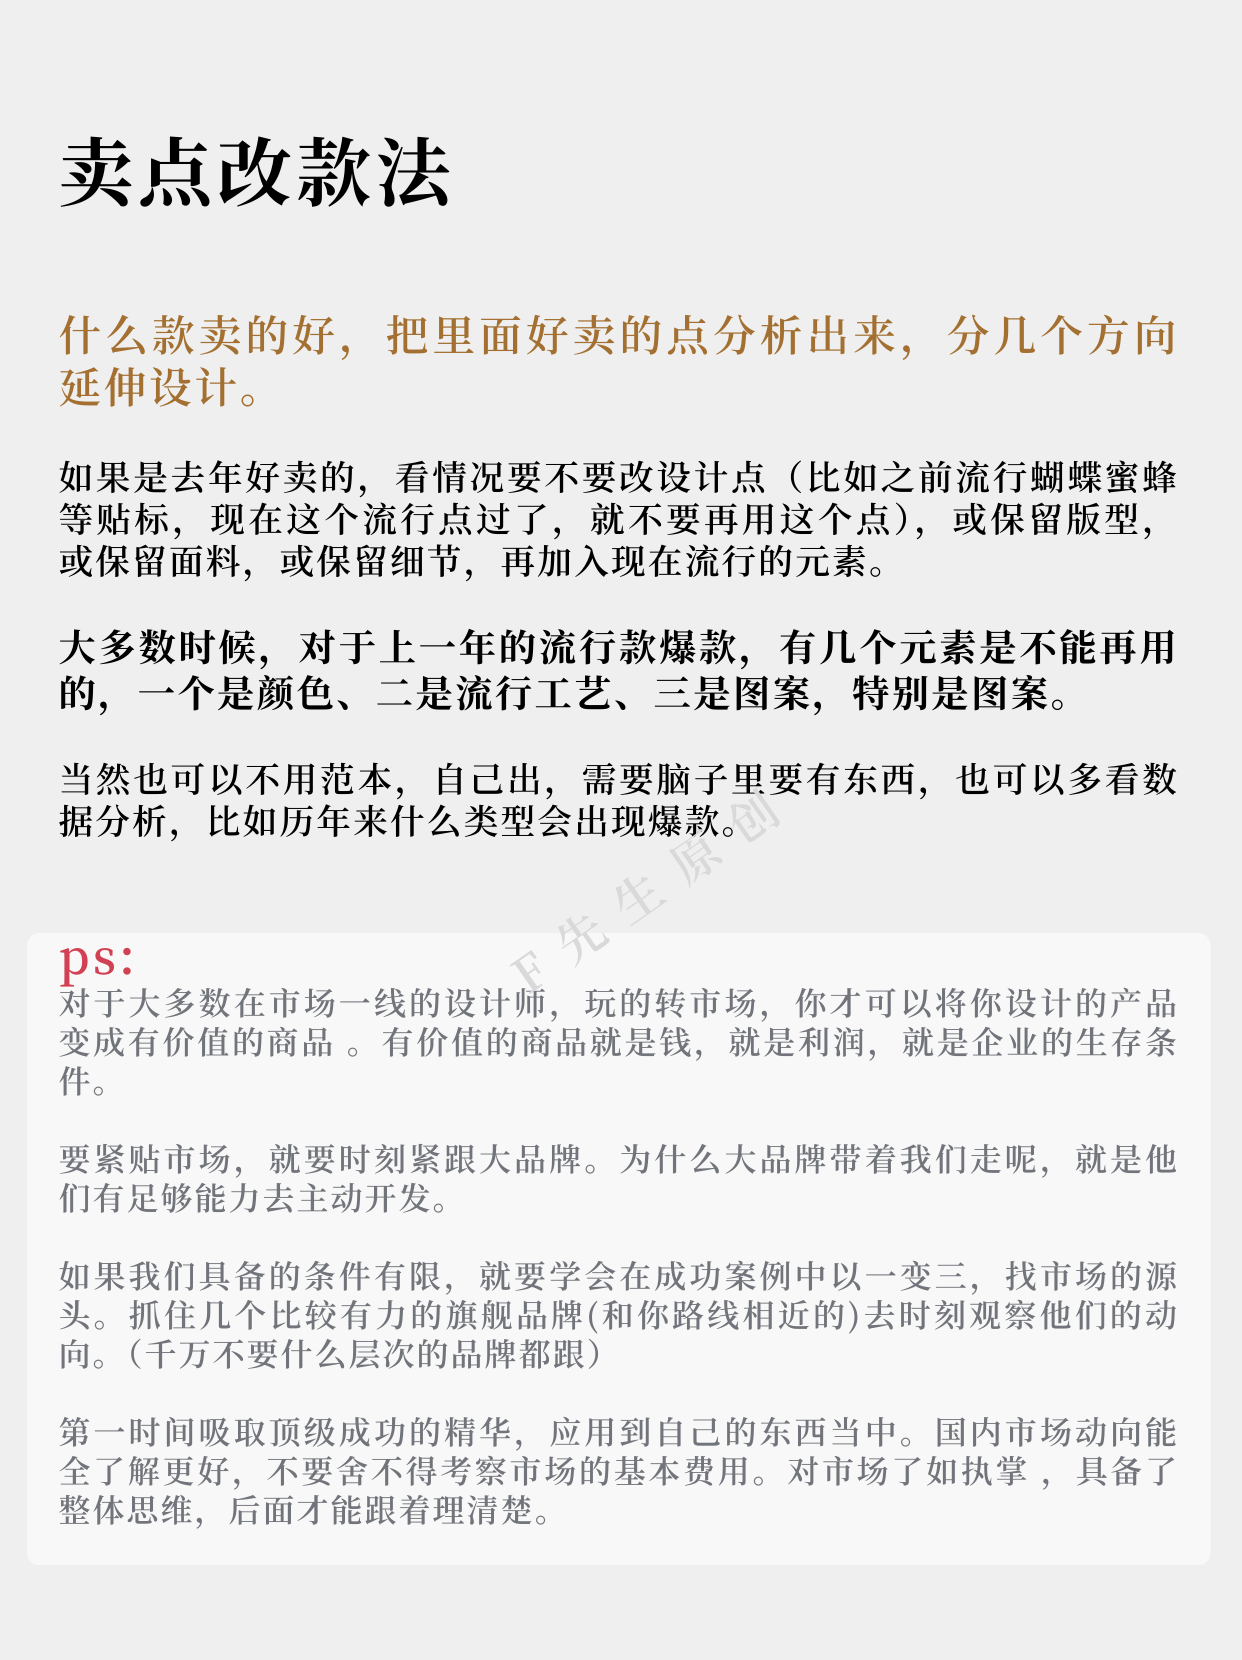 卖点改款法
什么款卖的好，把里面好卖的点分析出来，分几个方向
延伸设计。
如果是去年好卖的，看情况要不要改设计点（比如之前流行蝴蝶蜜蜂
等贴标，现在这个流行点过了，就不要再用这个点），或保留版型，
或保留面料，或保留细节，再加入现在流行的元素。
大多数时候，对于上一年的流行款爆款，有几个元素是不能再用
的，一个是颜色、二是流行工艺、三是图案，特别是图案。
当然也可以不用范本，自己出，需要脑子里要有东西，也可以多看数
据分析，比如历年来什么类型会出现爆款。
F先生原创
ps:
对于大多数在市场一线的设计师，玩的转市场，你才可以将你设计的产品
变成有价值的商品 。有价值的商品就是钱，就是利润，就是企业的生存条
件。
要紧贴市场，就要时刻紧跟大品牌。为什么大品牌带着我们走呢，就是他
们有足够能力去主动开发。
如果我们具备的条件有限，就要学会在成功案例中以一变三，找市场的源
头。抓住几个比较有力的旗舰品牌(和你路线相近的)去时刻观察他们的动
向。（千万不要什么层次的品牌都跟）
第一时间吸取顶级成功的精华，应用到自己的东西当中。国内市场动向能
全了解更好，不要舍不得考察市场的基本费用。对市场了如执掌 ，具备了
整体思维，后面才能跟着理清楚。